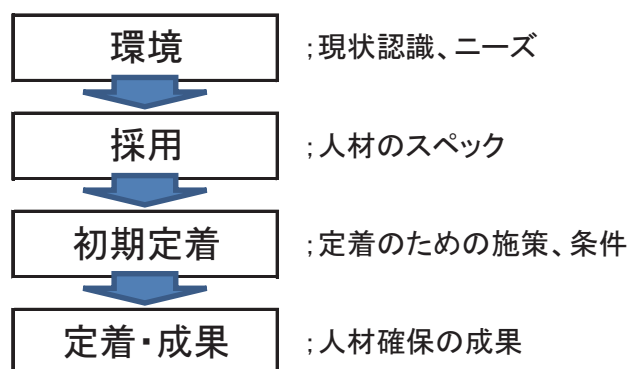 環境 ;現状認識、ニーズ
採用 ;人材のスペック
初期定着 ;定着のための施策、条件
定着・成果 ;人材確保の成果